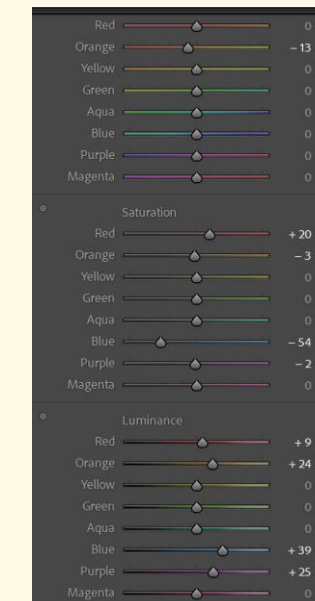 Red 0
Orange – 13
Yellow 0
Green 0
Aqua 0
Blue 0
Purple 0
Magenta 0
Saturation
Red + 20
Orange – 3
Yellow 0
Green 0
Aqua 0
Blue – 54
Purple – 2
Magenta 0
Luminance
Red + 9
Orange + 24
Yellow 0
Green 0
Aqua 0
Blue + 39
Purple + 25
Magenta 0